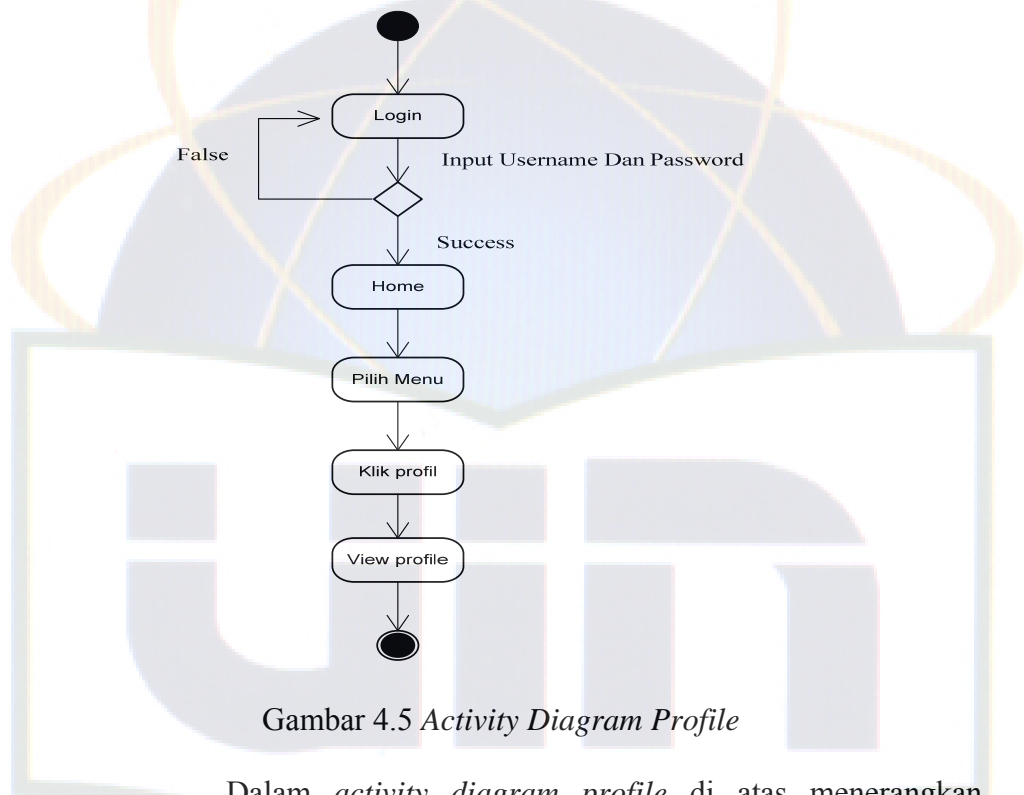 Login
False
Input Username Dan Password
Success
Home
Pilih Menu
Klik profil
View profile
uin
Gambar 4.5 Activity Diagram Profile
Dalam activity diagram profile di atas menerangkan